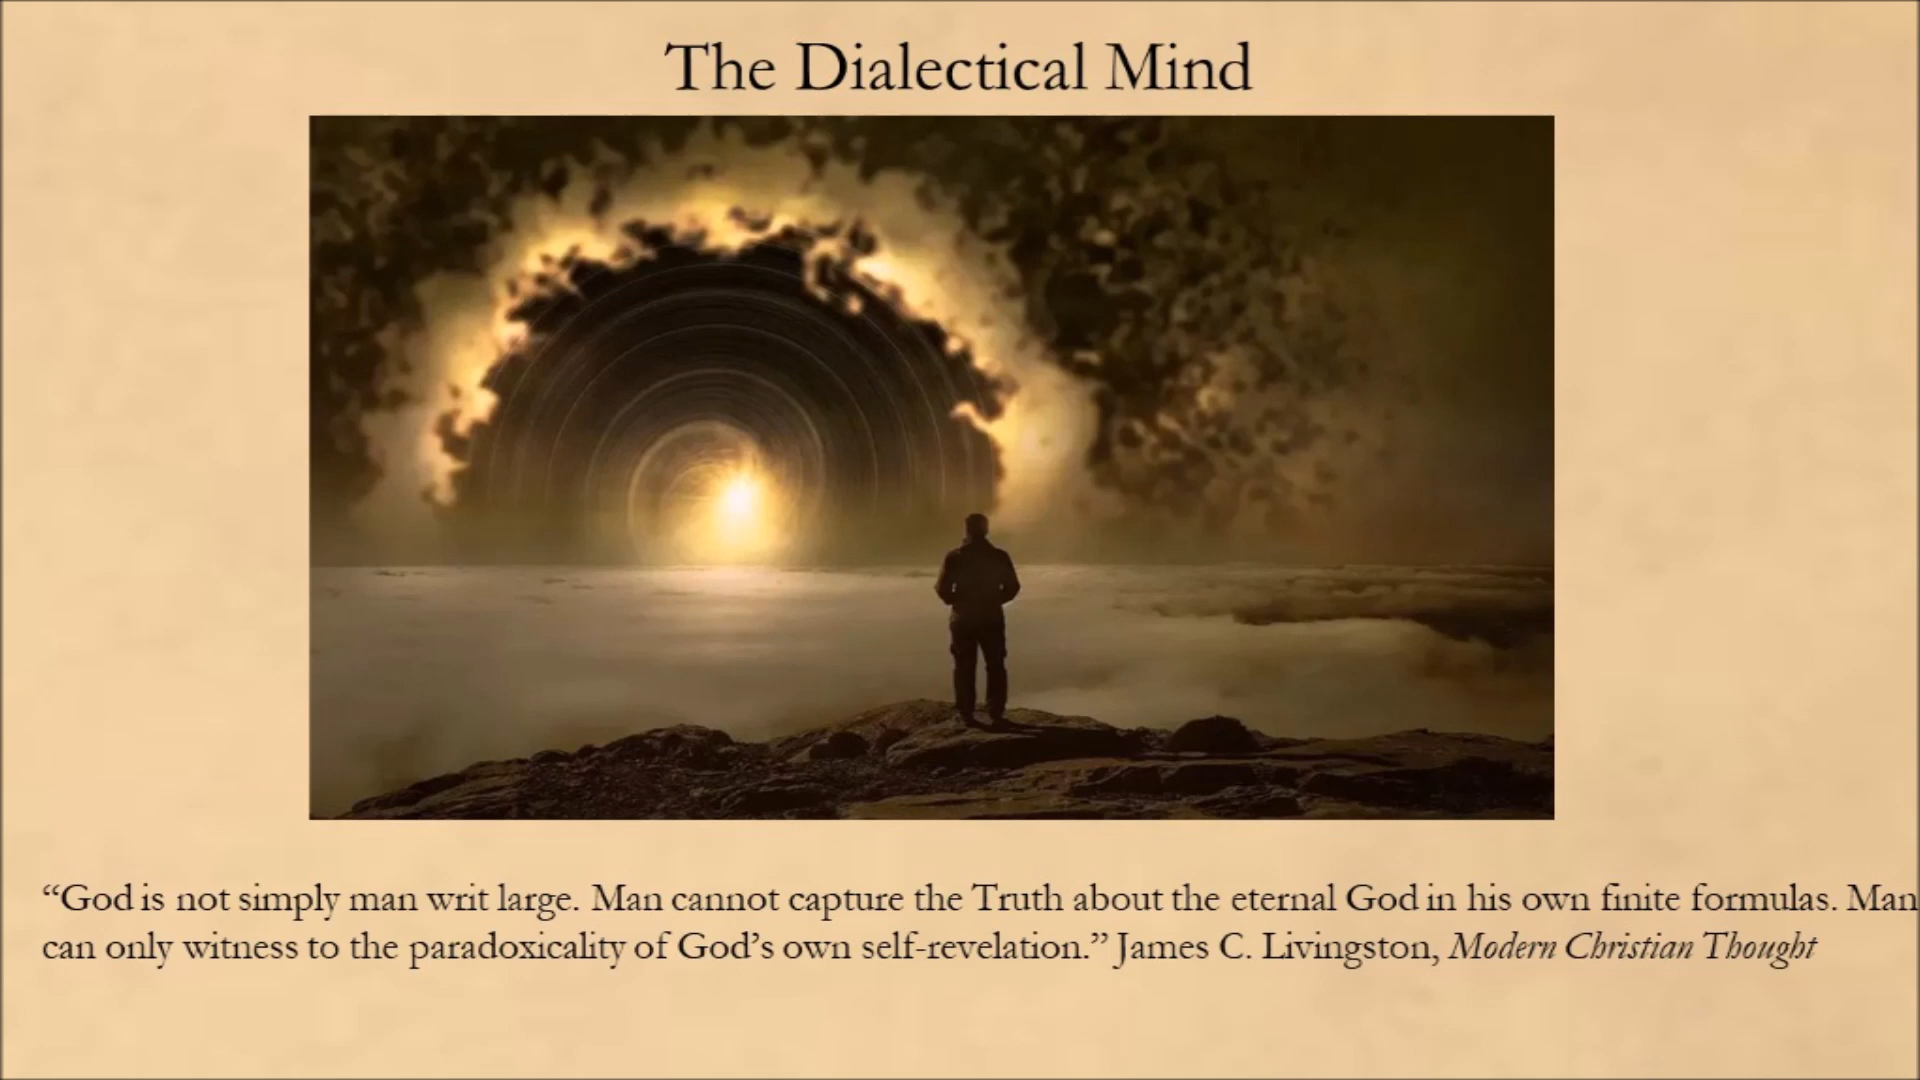 The Dialectical Mind
“God is not simply man writ large. Man cannot capture the Truth about the eternal God in his own finite formulas. Man
can only witness to the paradoxicality of God’s own self-revelation.” James C. Livingston, Modern Christian Thought